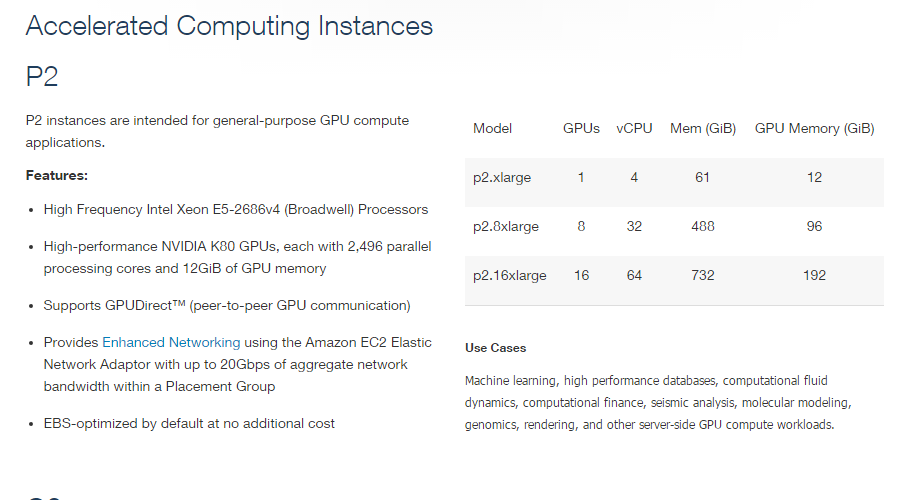 Accelerated Computing Instances
P2
P2 instances are intended for general-purpose GPU compute
applications.
Features:
• High Frequency Intel Xeon E5-2686v4 (Broadwell) Processors
• High-performance NVIDIA K80 GPUs, each with 2,496 parallel
processing cores and 12GiB of GPU memory
• Supports GPUDirect™ (peer-to-peer GPU communication)
• Provides Enhanced Networking using the Amazon EC2 Elastic
Network Adaptor with up to 20Gbps of aggregate network
bandwidth within a Placement Group
• EBS-optimized by default at no additional cost
Model GPUs vCPU Mem (GiB) GPU Memory (GiB)
p2.xlarge 1 4 61 12
p2.8xlarge 8 32 488 96
p2.16xlarge 16 64 732 192
Use Cases
Machine learning, high performance databases, computational fluid
dynamics, computational finance, seismic analysis, molecular modeling,
genomics, rendering, and other server-side GPU compute workloads.